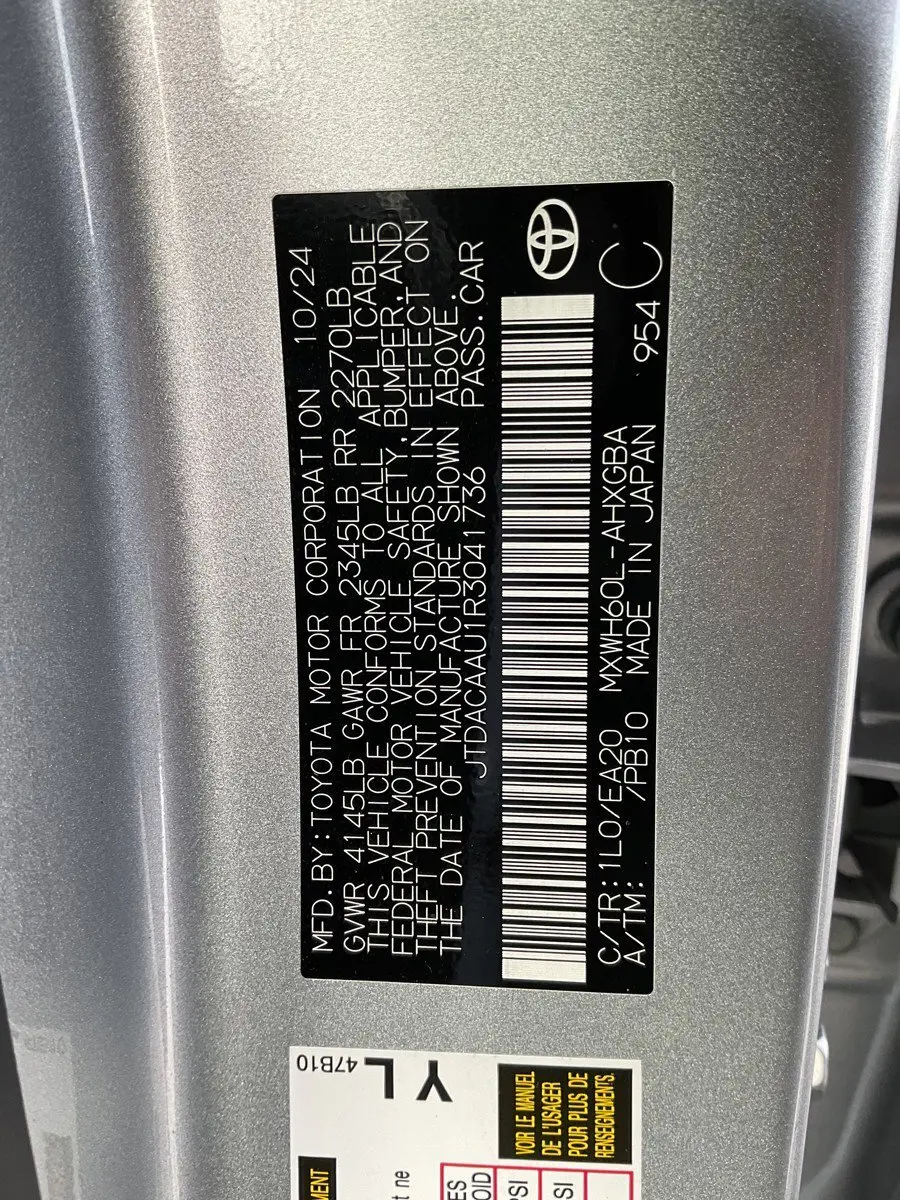 MFD.BY:TOYOTA MOTOR CORPORATION 10/24
GVWR 4145LB GAWR FR 2345LB RR 2270LB
THIS VEHICLE CONFORMS TO ALL APPLICABLE
FEDERAL MOTOR VEHICLE SAFETY,BUMPER,AND
THEFT PREVENTION STANDARDS IN EFFECT ON
THE DATE OF MANUFACTURE SHOWN ABOVE.
JTDACAAU1R3041736 PASS.CAR
C/TR:1L0/EA20 MXWH60L-AHXGBA 954 C
A/TM: /PB10 MADE IN JAPAN
47B10
YL
VOIR LE MANUEL
DE L'USAGER
POUR PLUS DE
RENSEIGNEMENTS.